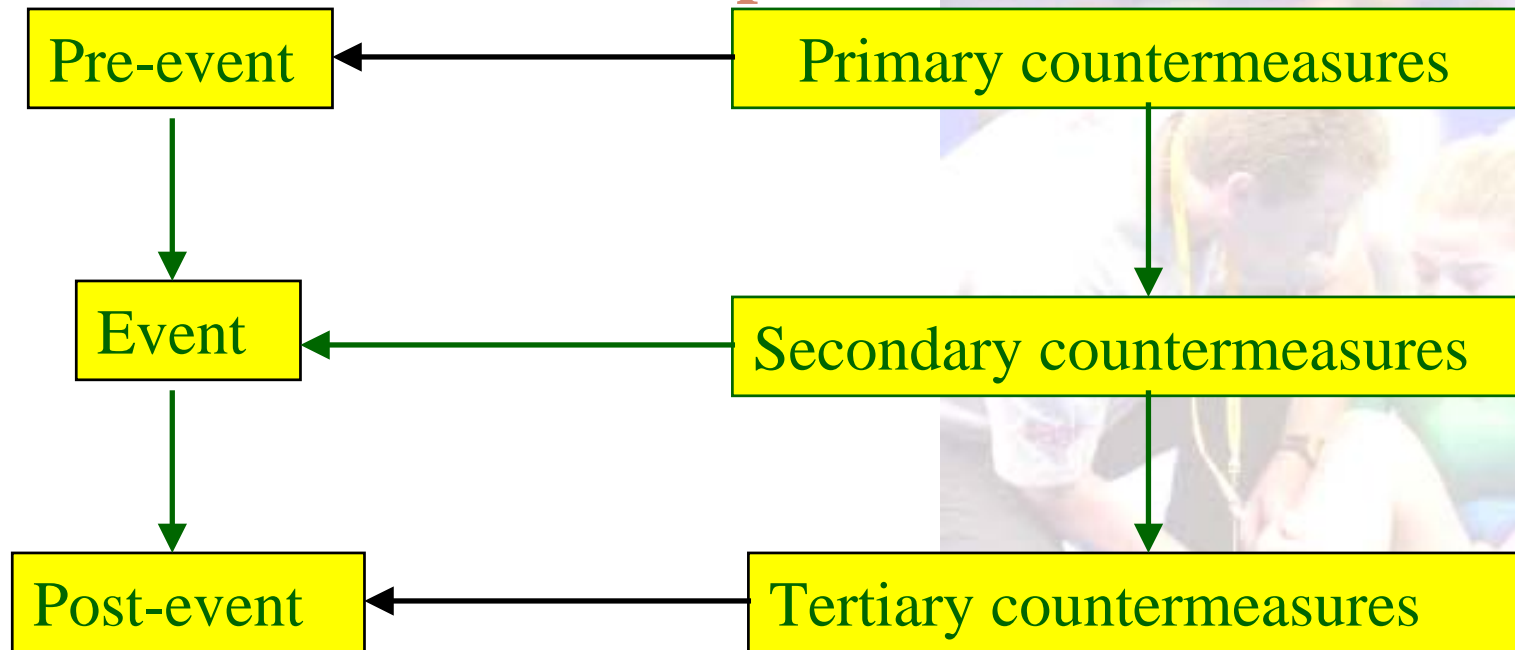 Pre-event
Primary countermeasures
Event
Secondary countermeasures
Post-event
Tertiary countermeasures